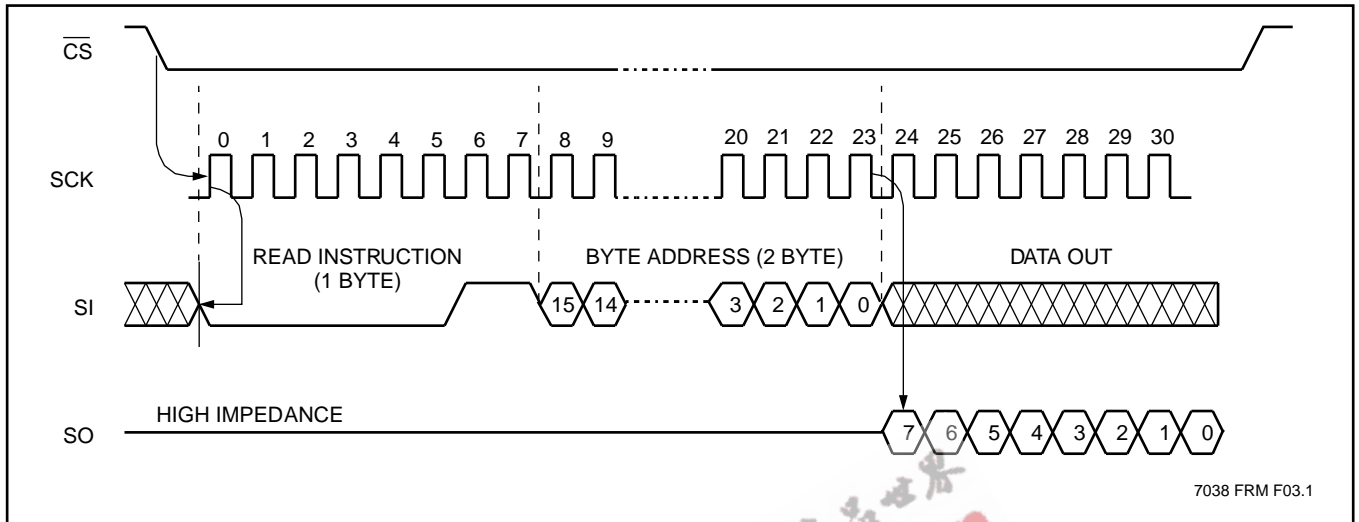 CS
0 1 2 3 4 5 6 7 8 9 20 21 22 23 24 25 26 27 28 29 30
SCK
READ INSTRUCTION
(1 BYTE)
BYTE ADDRESS (2 BYTE)
DATA OUT
SI
15 14 3 2 1 0
HIGH IMPEDANCE
SO
7 6 5 4 3 2 1 0
7038 FRM F03.1